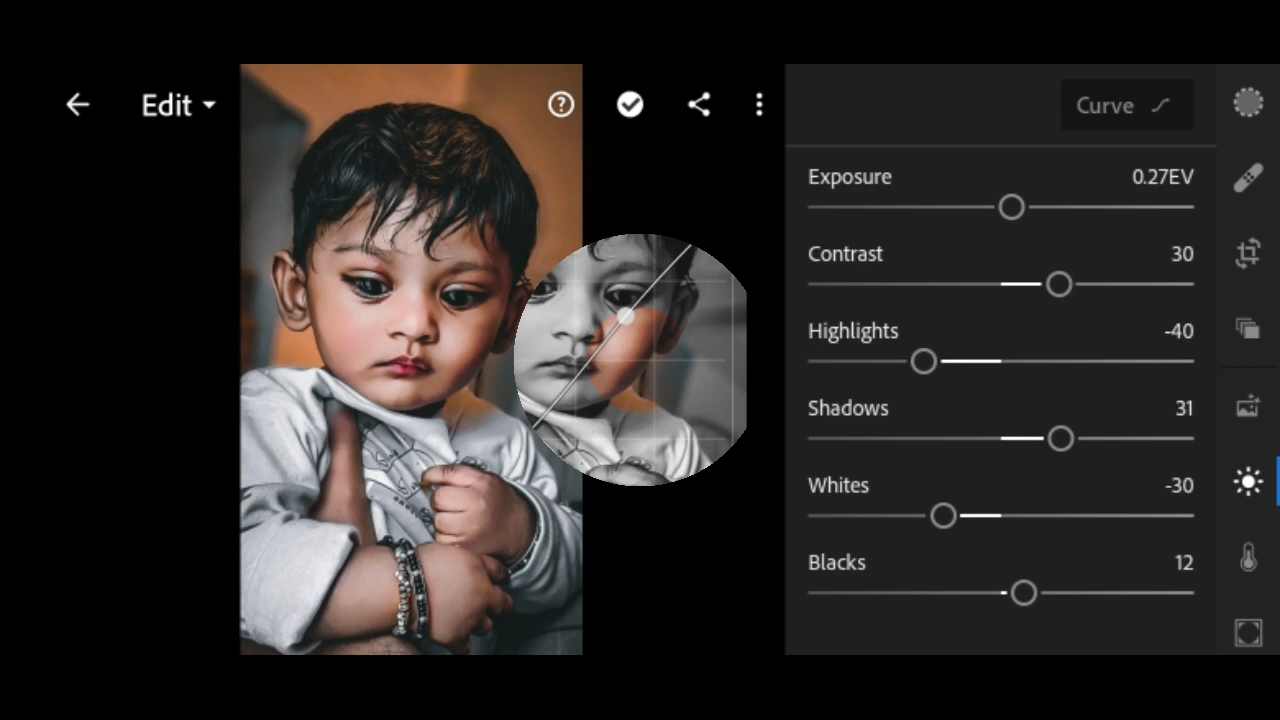 Edit
Curve
Exposure 0.27EV
Contrast 30
Highlights -40
Shadows 31
Whites -30
Blacks 12